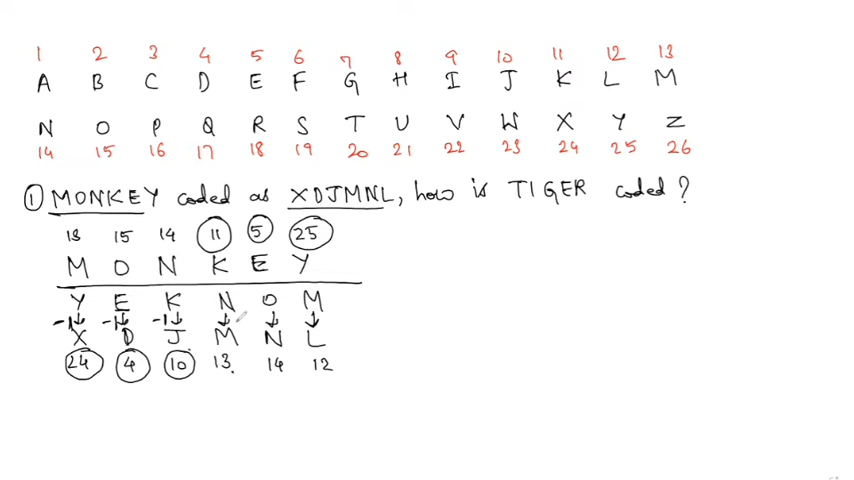 1 2 3 4 5 6 7 8 9 10 11 12 13
A B C D E F G H I J K L M
N O P Q R S T U V W X Y Z
14 15 16 17 18 19 20 21 22 23 24 25 26
① MONKEY coded as XDJMNL, how is TIGER coded?
13 15 14 11 5 25
M O N K E Y
Y E K N O M
-1↓ -1↓ -1↓ ↓ ↓ ↓
X D J M N L
24 4 10 13 14 12